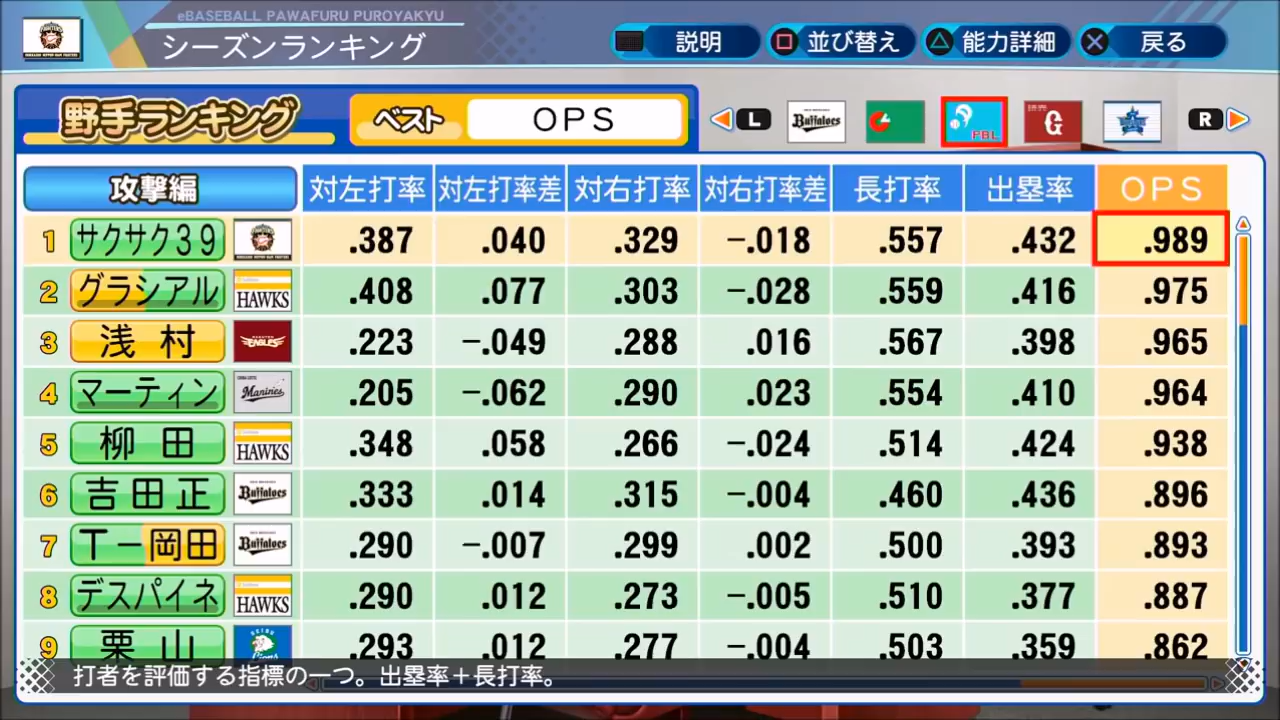 eBASEBALL PAWAFURU PUROYAKYU
シーズンランキング
説明 並び替え 能力詳細 戻る
野手ランキング ベスト OPS L Buffaloes PBL G R
攻撃編 対左打率 対左打率差 対右打率 対右打率差 長打率 出塁率 OPS
1 サクサク39 .387 .040 .329 -.018 .557 .432 .989
2 グラシアル HAWKS .408 .077 .303 -.028 .559 .416 .975
3 浅村 EAGLES .223 -.049 .288 .016 .567 .398 .965
4 マーティン Marines .205 -.062 .290 .023 .554 .410 .964
5 柳田 HAWKS .348 .058 .266 -.024 .514 .424 .938
6 吉田正 Buffaloes .333 .014 .315 -.004 .460 .436 .896
7 T-岡田 Buffaloes .290 -.007 .299 .002 .500 .393 .893
8 デスパイネ HAWKS .290 .012 .273 -.005 .510 .377 .887
9 栗山 Lions .293 .012 .277 -.004 .503 .359 .862
打者を評価する指標の一つ。出塁率+長打率。